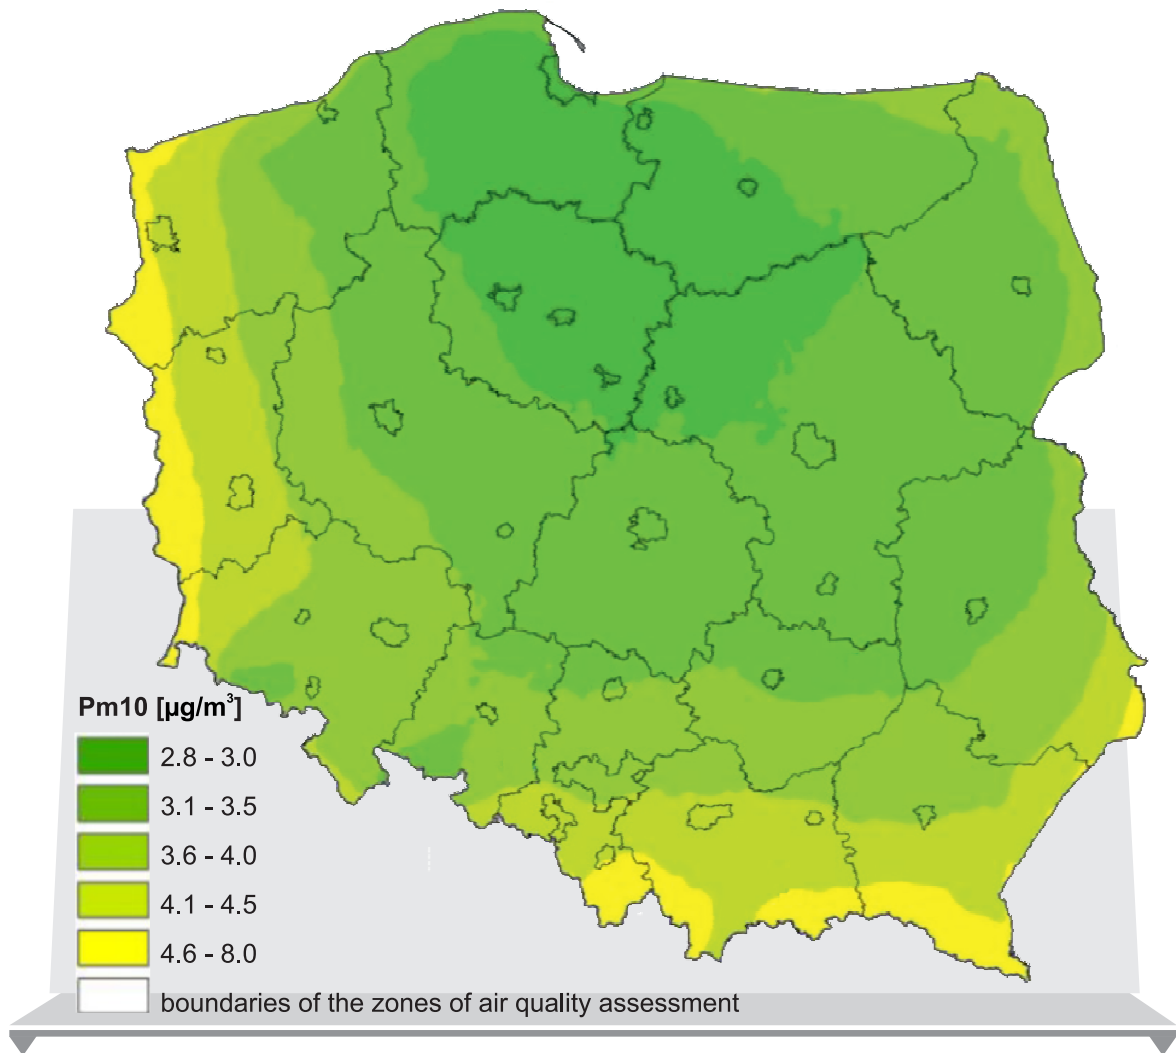 Pm10 [µg/m³]
2.8 - 3.0
3.1 - 3.5
3.6 - 4.0
4.1 - 4.5
4.6 - 8.0
boundaries of the zones of air quality assessment